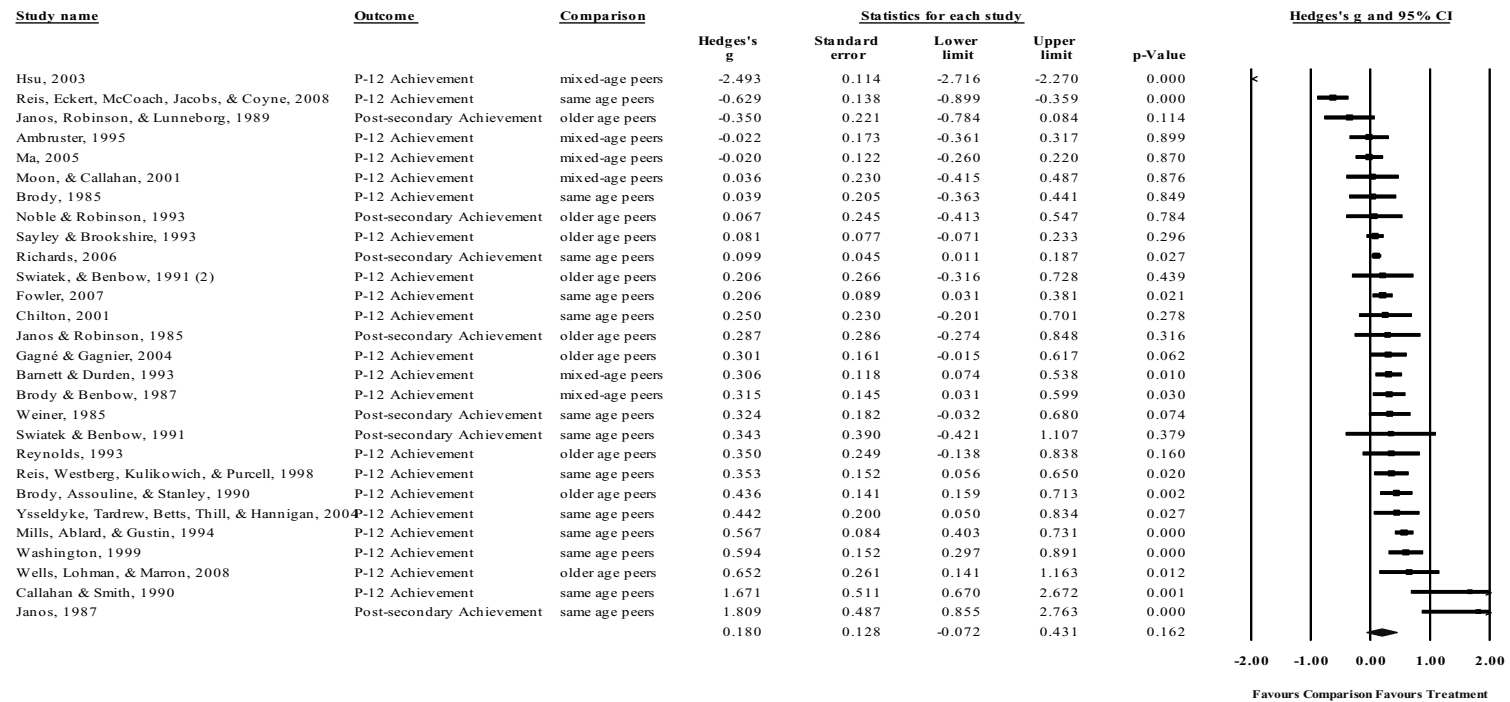 Study name Outcome Comparison Statistics for each study Hedges's g and 95% CI
Hedges's g Standard error Lower limit Upper limit p-Value
Hsu, 2003 P-12 Achievement mixed-age peers -2.493 0.114 -2.716 -2.270 0.000
Reis, Eckert, McCoach, Jacobs, & Coyne, 2008 P-12 Achievement same age peers -0.629 0.138 -0.899 -0.359 0.000
Janos, Robinson, & Lunneborg, 1989 Post-secondary Achievement older age peers -0.350 0.221 -0.784 0.084 0.114
Ambruster, 1995 P-12 Achievement mixed-age peers -0.022 0.173 -0.361 0.317 0.899
Ma, 2005 P-12 Achievement mixed-age peers -0.020 0.122 -0.260 0.220 0.870
Moon & Callahan, 2001 P-12 Achievement mixed-age peers 0.036 0.230 -0.415 0.487 0.876
Brody, 1985 P-12 Achievement same age peers 0.039 0.205 -0.363 0.441 0.849
Noble & Robinson, 1993 Post-secondary Achievement older age peers 0.067 0.245 -0.413 0.547 0.784
Sayley & Brookshire, 1993 P-12 Achievement older age peers 0.081 0.077 -0.071 0.233 0.296
Richards, 2006 Post-secondary Achievement same age peers 0.099 0.045 0.011 0.187 0.027
Swiatek, & Benbow, 1991 (2) P-12 Achievement older age peers 0.206 0.266 -0.316 0.728 0.439
Fowler, 2007 P-12 Achievement same age peers 0.206 0.089 0.031 0.381 0.021
Chilton, 2001 P-12 Achievement same age peers 0.250 0.230 -0.201 0.701 0.278
Janos & Robinson, 1985 Post-secondary Achievement older age peers 0.287 0.286 -0.274 0.848 0.316
Gagné & Gagnier, 2004 P-12 Achievement older age peers 0.301 0.161 -0.015 0.617 0.062
Barnett & Durden, 1993 P-12 Achievement mixed-age peers 0.306 0.118 0.074 0.538 0.010
Brody & Benbow, 1987 P-12 Achievement mixed-age peers 0.315 0.145 0.031 0.599 0.030
Weiner, 1985 Post-secondary Achievement same age peers 0.324 0.182 -0.032 0.680 0.074
Swiatek & Benbow, 1991 Post-secondary Achievement same age peers 0.343 0.390 -0.421 1.107 0.379
Reynolds, 1993 P-12 Achievement older age peers 0.350 0.249 -0.138 0.838 0.160
Reis, Westberg, Kulikowich, & Purcell, 1998 P-12 Achievement same age peers 0.353 0.152 0.056 0.650 0.020
Brody, Assouline, & Stanley, 1990 P-12 Achievement older age peers 0.436 0.141 0.159 0.713 0.002
Ysseldyke, Tardrew, Betts, Thill, & Hannigan, 2004 P-12 Achievement same age peers 0.442 0.200 0.050 0.834 0.027
Mills, Ablard, & Gustin, 1994 P-12 Achievement same age peers 0.567 0.084 0.403 0.731 0.000
Washington, 1999 P-12 Achievement same age peers 0.594 0.152 0.297 0.891 0.000
Wells, Lohman, & Marron, 2008 P-12 Achievement older age peers 0.652 0.261 0.141 1.163 0.012
Callahan & Smith, 1990 P-12 Achievement same age peers 1.671 0.511 0.670 2.672 0.001
Janos, 1987 Post-secondary Achievement same age peers 1.809 0.487 0.855 2.763 0.000
0.180 0.128 -0.072 0.431 0.162
-2.00 -1.00 0.00 1.00 2.00
Favours Comparison Favours Treatment